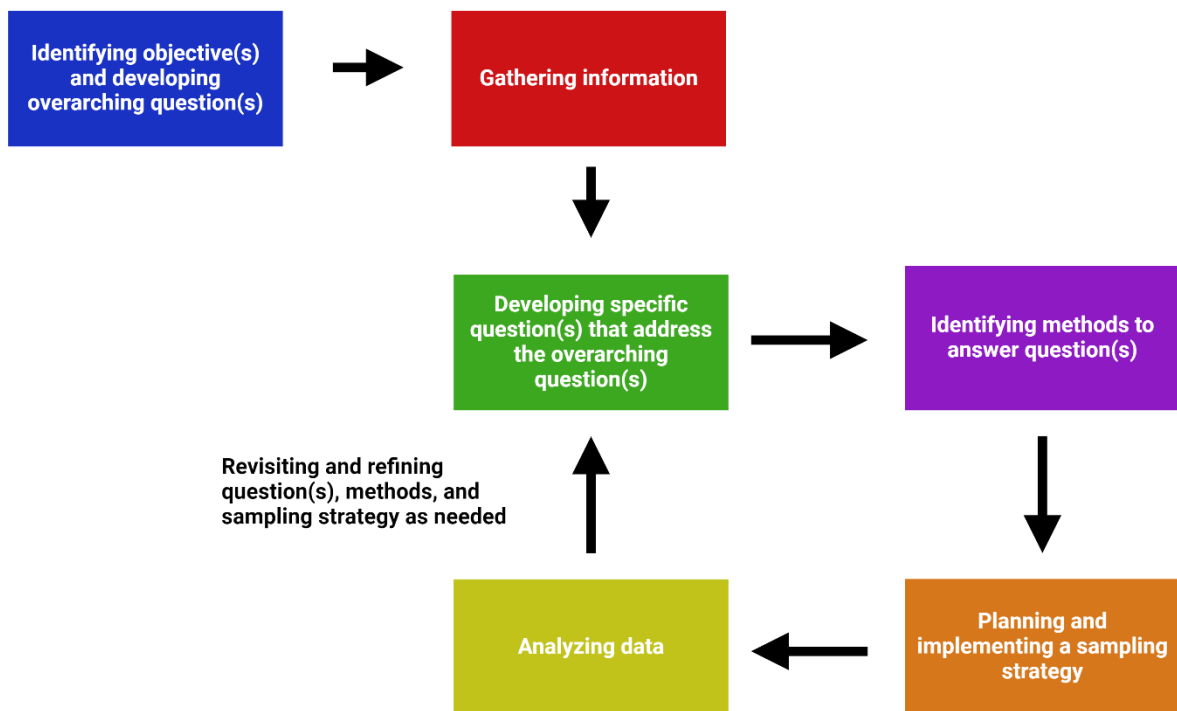 Identifying objective(s)
and developing
overarching question(s)
Gathering information
Developing specific
question(s) that address
the overarching
question(s)
Identifying methods to
answer question(s)
Revisiting and refining
question(s), methods, and
sampling strategy as needed
Analyzing data
Planning and
implementing a sampling
strategy